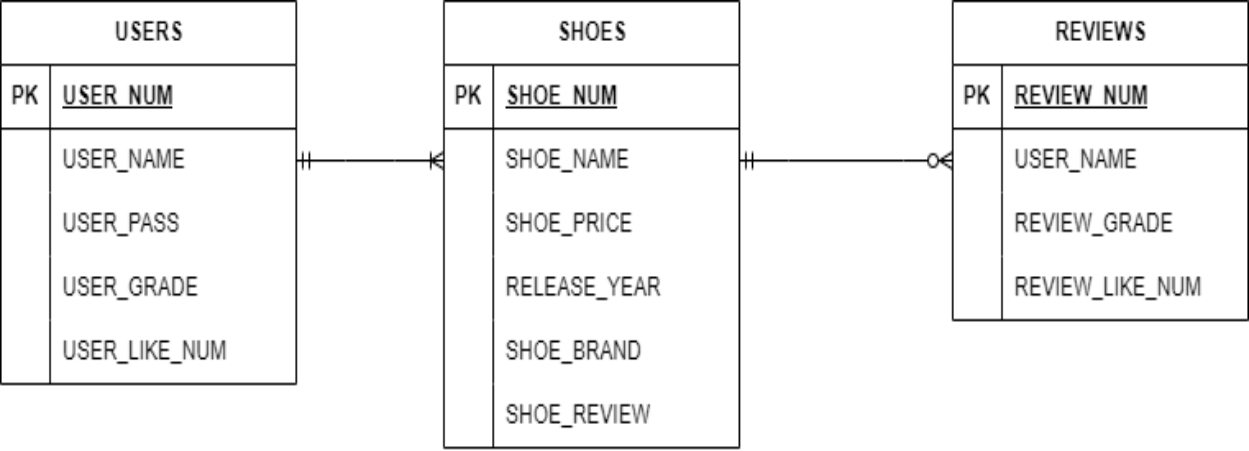 USERS
PK USER_NUM
USER_NAME
USER_PASS
USER_GRADE
USER_LIKE_NUM
SHOES
PK SHOE_NUM
SHOE_NAME
SHOE_PRICE
RELEASE_YEAR
SHOE_BRAND
SHOE_REVIEW
REVIEWS
PK REVIEW_NUM
USER_NAME
REVIEW_GRADE
REVIEW_LIKE_NUM